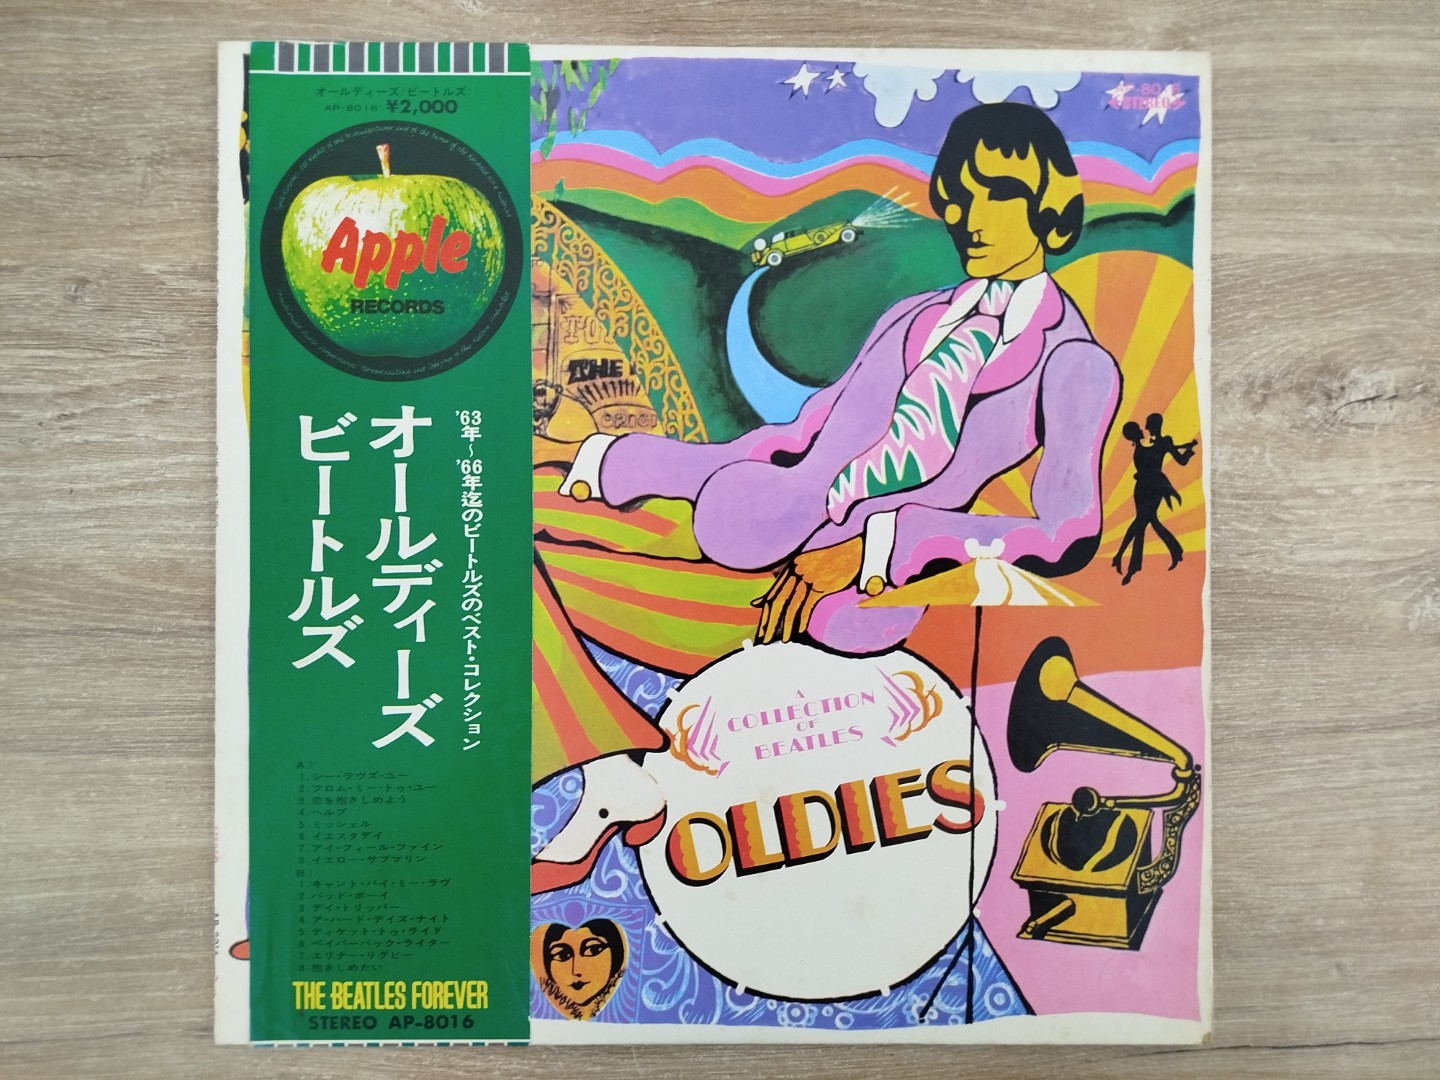 オールディーズ/ビートルズ
AP-8016 ¥2,000
Apple
RECORDS
'63年~'66年迄のビートルズのベスト・コレクション
オールディーズ
ビートルズ
A:
1. シー・ラヴズ・ユー
2. フロム・ミー・トゥ・ユー
3. 恋を抱きしめよう
4. ヘルプ
5. ミッシェル
6. イエスタデイ
7. アイ・フィール・ファイン
8. イエロー・サブマリン
B:
1. キャント・バイ・ミー・ラヴ
2. バッド・ボーイ
3. デイ・トリッパー
4. ア・ハード・デイズ・ナイト
5. ティケット・トゥ・ライド
6. ペイパーバック・ライター
7. エリナー・リグビー
8. 抱きしめたい
THE BEATLES FOREVER
STEREO AP-8016
AP-8016
STEREO
THE
ORIGI
A
COLLECTION
OF
BEATLES
OLDIES